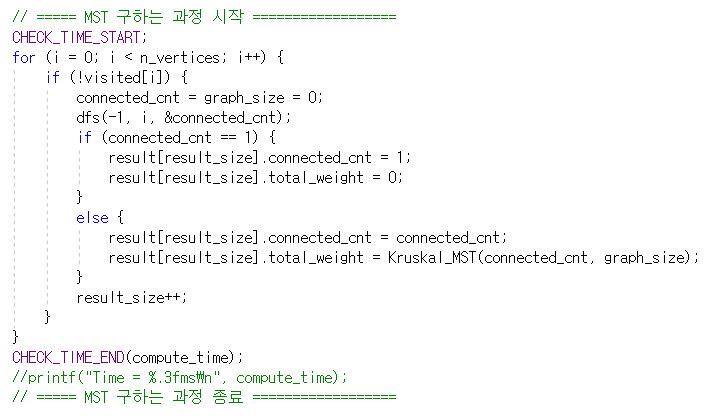 // ===== MST 구하는 과정 시작 ==================
CHECK_TIME_START;
for (i = 0; i < n_vertices; i++) {
if (!visited[i]) {
connected_cnt = graph_size = 0;
dfs(-1, i, &connected_cnt);
if (connected_cnt == 1) {
result[result_size].connected_cnt = 1;
result[result_size].total_weight = 0;
}
else {
result[result_size].connected_cnt = connected_cnt;
result[result_size].total_weight = Kruskal_MST(connected_cnt, graph_size);
}
result_size++;
}
}
CHECK_TIME_END(compute_time);
//printf("Time = %.3fms₩n", compute_time);
// ===== MST 구하는 과정 종료 ==================